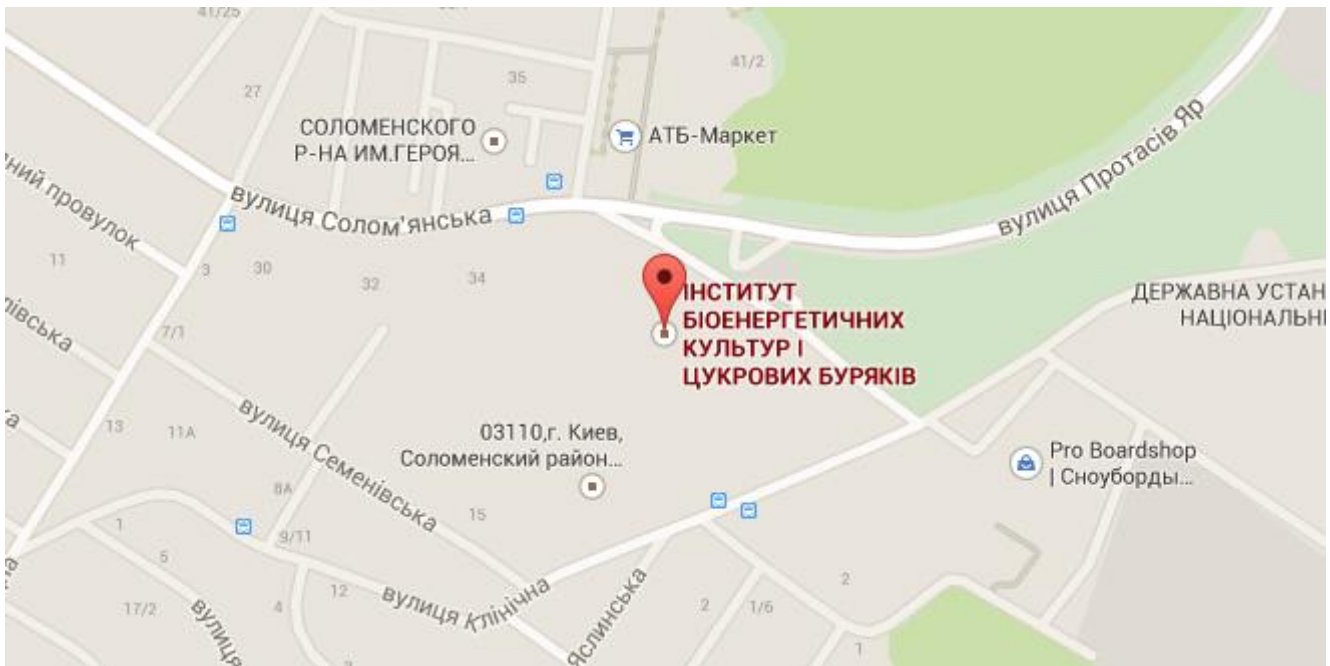 41/25
27
35
41/2
СОЛОМЕНСКОГО
Р-НА ИМ.ГЕРОЯ...
АТБ-Маркет
вулиця Протасів Яр
вулиця Солом'янська
провулок
11
3
30
32
34
ІНСТИТУТ
БІОЕНЕРГЕТИЧНИХ
КУЛЬТУР І
ЦУКРОВИХ БУРЯКІВ
ДЕРЖАВНА УСТАН
НАЦІОНАЛЬНІ
7/1
13
11А
вулиця Семенівська
03110,г. Киев,
Соломенский район...
Pro Boardshop
| Сноуборды...
8А
15
1
9/11
5
12
вулиця Клінічна
Яслинська
2
2
1/6
17/2
вулиця
4
1